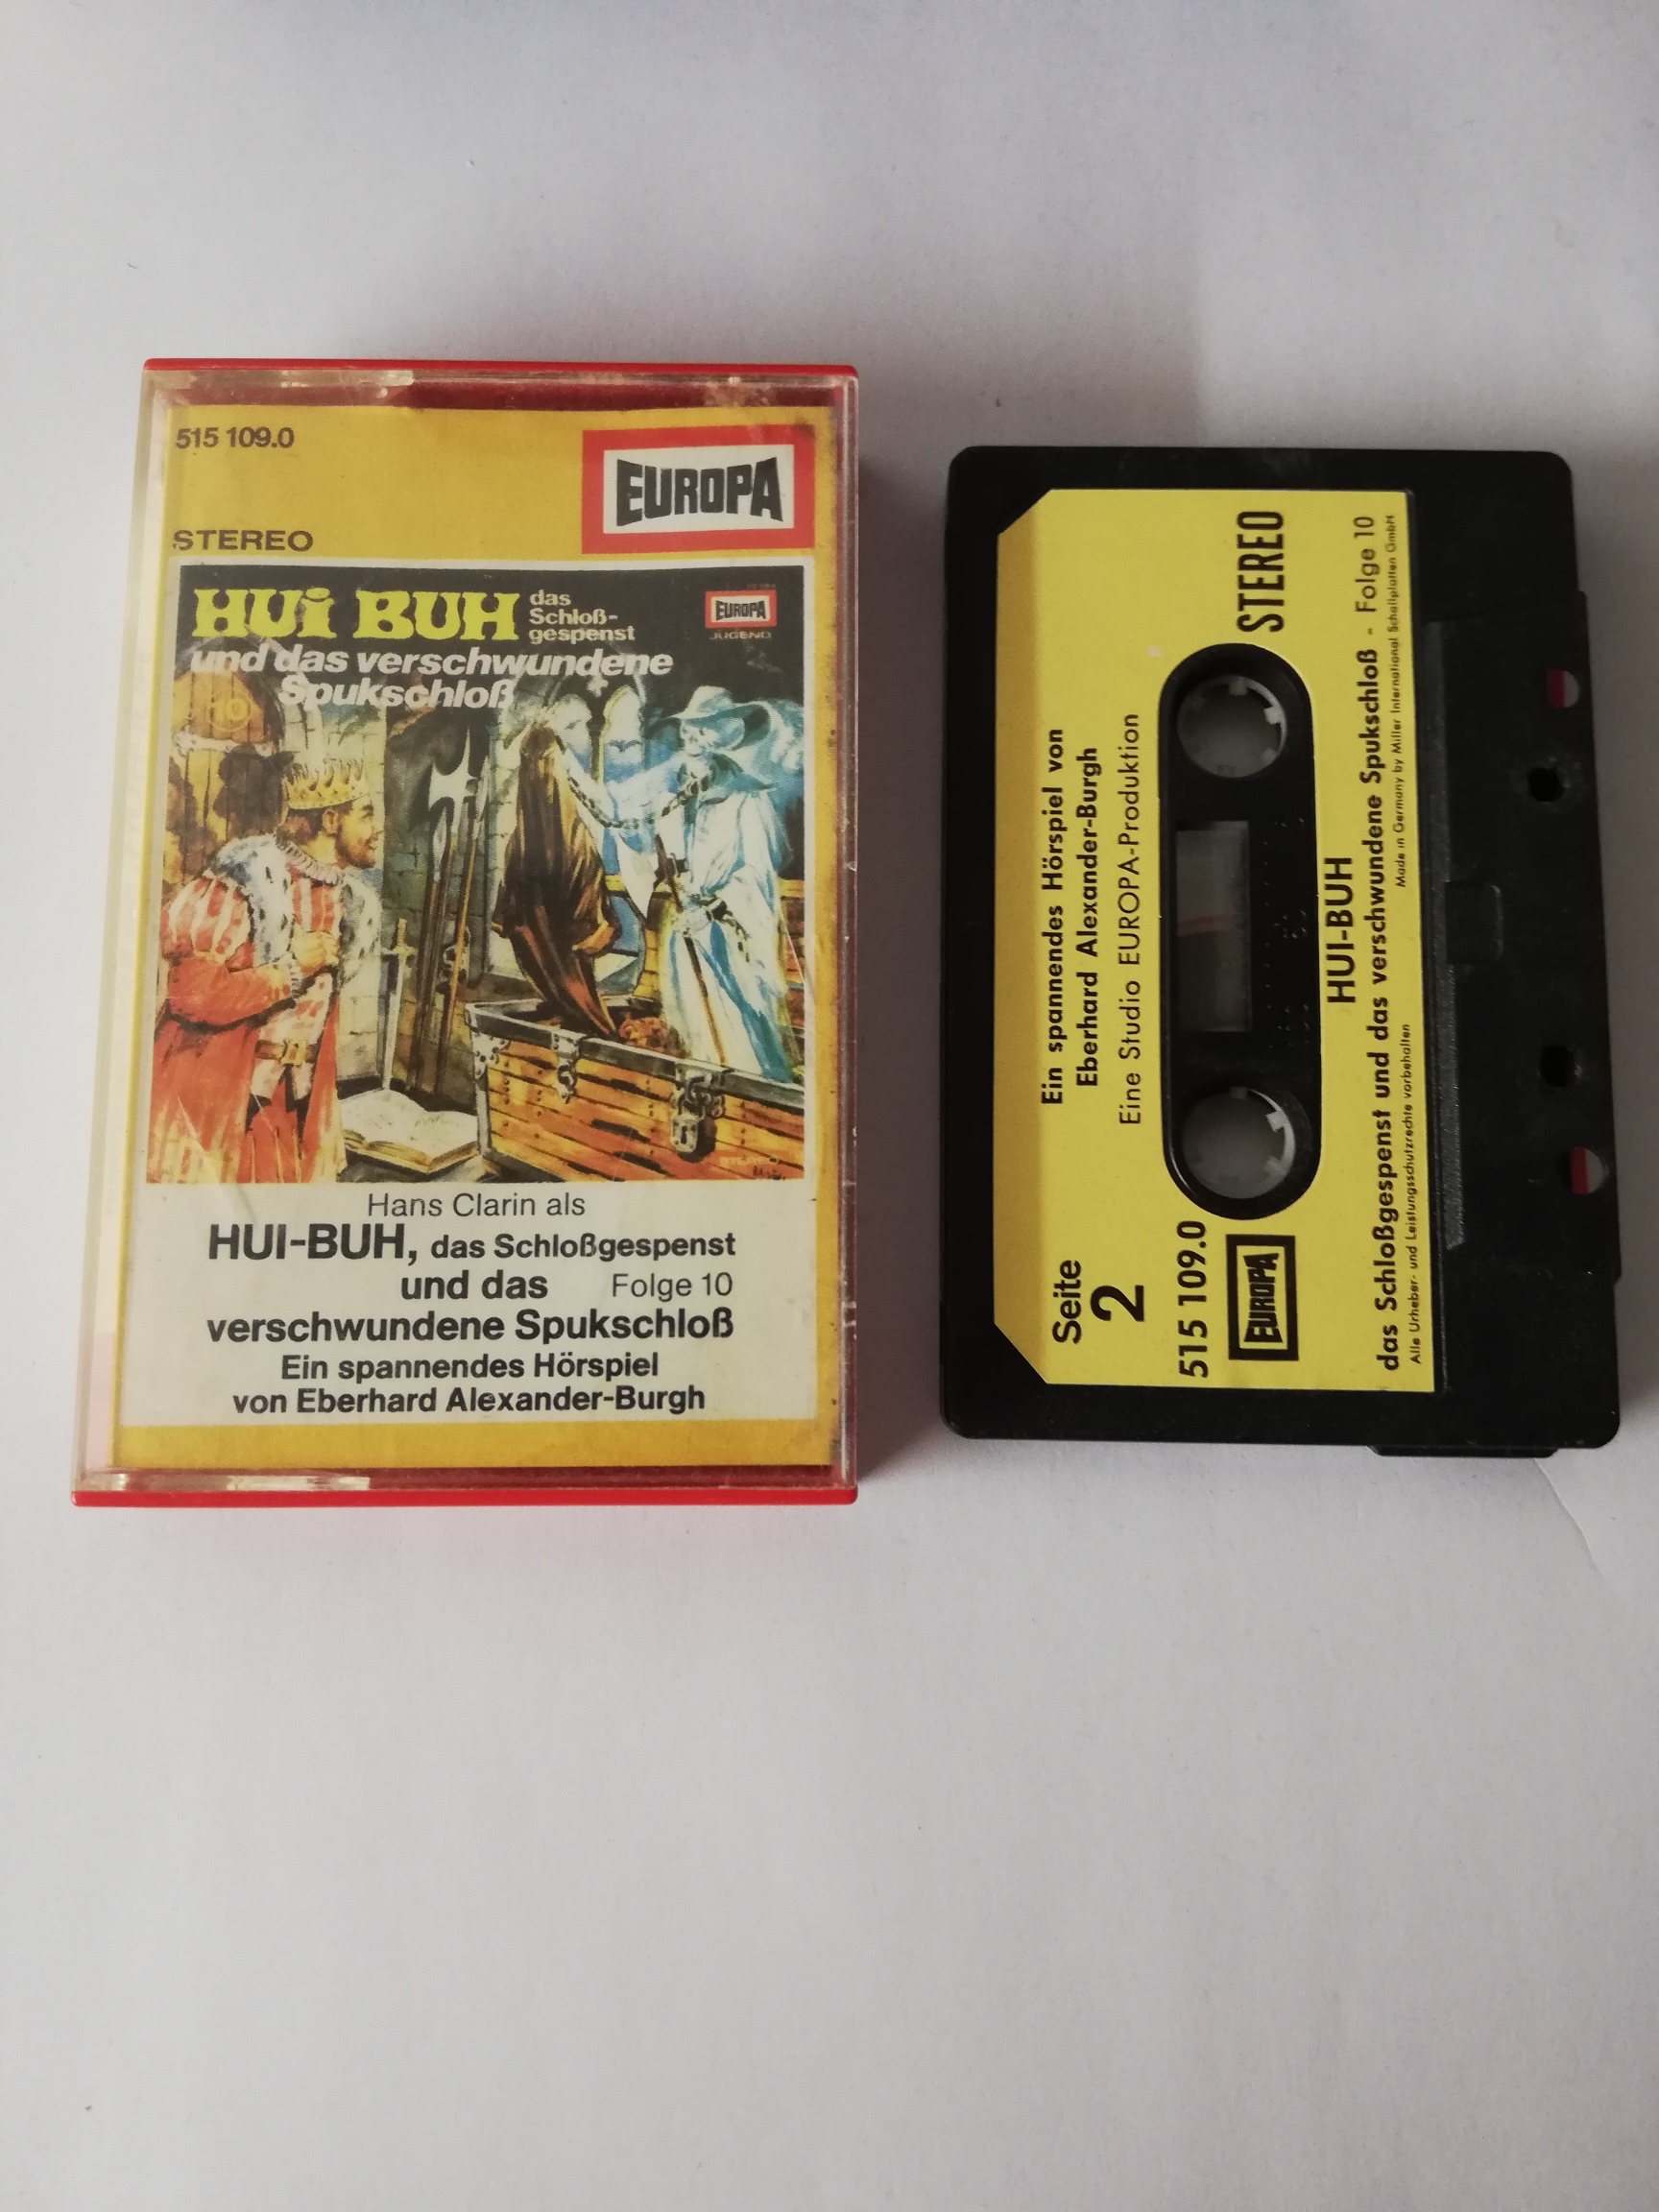 515 109.0
EUROPA
STEREO
HUI BUH das
Schloß-
gespenst
EUROPA
JUGEND
und das verschwundene
Spukschloß
10
STEREO
Hans Clarin als
HUI-BUH, das Schloßgespenst
und das Folge 10
verschwundene Spukschloß
Ein spannendes Hörspiel
von Eberhard Alexander-Burgh
Seite
2
Ein spannendes Hörspiel von
Eberhard Alexander-Burgh
Eine Studio EUROPA-Produktion
515 109.0
EUROPA
STEREO
HUI-BUH
das Schloßgespenst und das verschwundene Spukschloß - Folge 10
Alle Urheber- und Leistungsschutzrechte vorbehalten
Made in Germany by Miller International Schallplatten GmbH